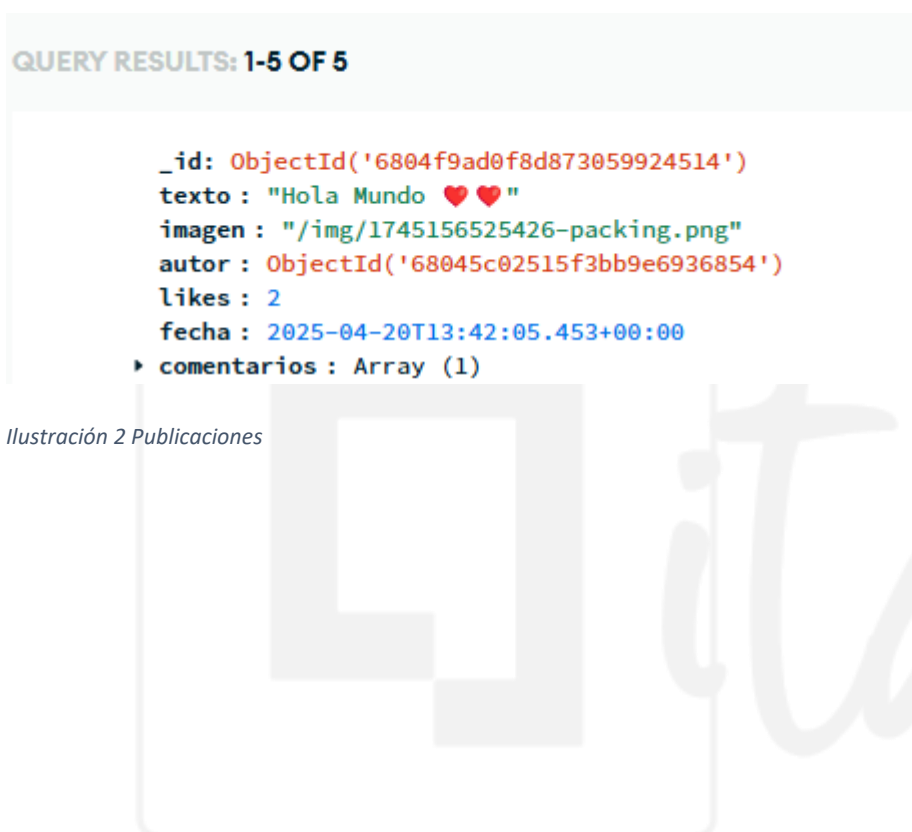 QUERY RESULTS: 1-5 OF 5
_id: ObjectId('6804f9ad0f8d873059924514')
texto : "Hola Mundo ❤️❤️"
imagen : "/img/1745156525426-packing.png"
autor : ObjectId('68045c02515f3bb9e6936854')
likes : 2
fecha : 2025-04-20T13:42:05.453+00:00
comentarios : Array (1)
Ilustración 2 Publicaciones